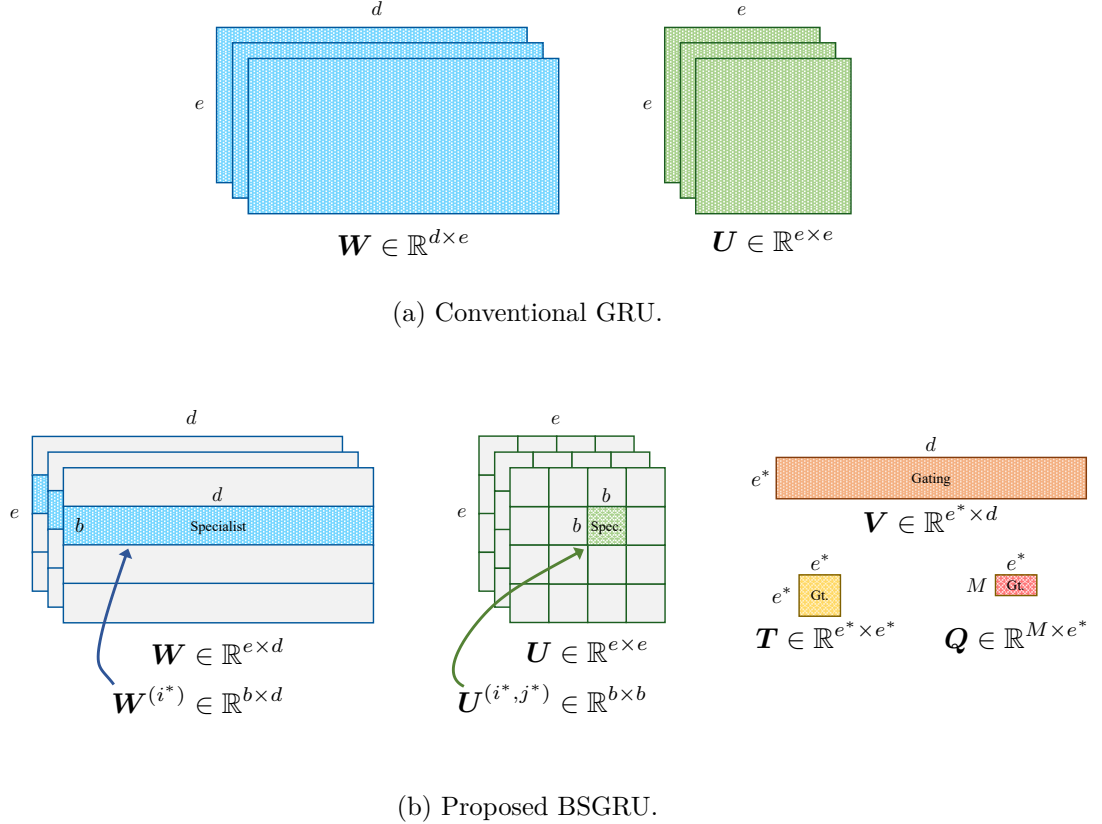 d
e
e
e
W ∈ ℝ^{d×e}
U ∈ ℝ^{e×e}
(a) Conventional GRU.
d
e
d
b
Specialist
W ∈ ℝ^{e×d}
W^{(i*)} ∈ ℝ^{b×d}
e
e
b
b
Spec.
U ∈ ℝ^{e×e}
U^{(i*,j*)} ∈ ℝ^{b×b}
d
e*
Gating
V ∈ ℝ^{e*×d}
e*
e*
Gt.
T ∈ ℝ^{e*×e*}
e*
M
Gt.
Q ∈ ℝ^{M×e*}
(b) Proposed BSGRU.